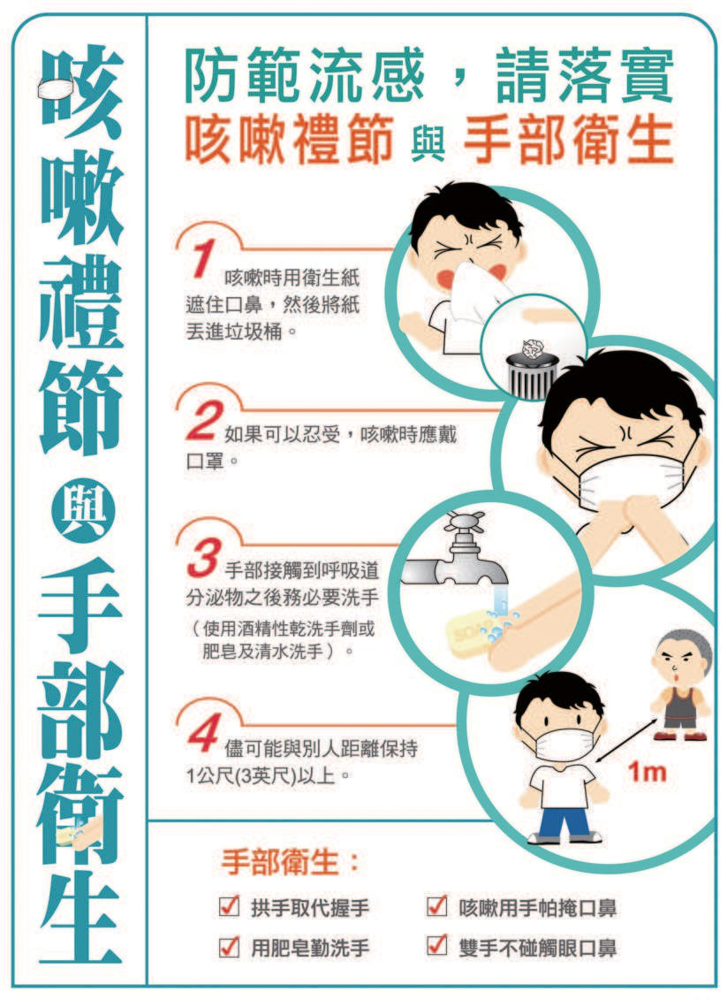 咳嗽禮節與手部衛生
防範流感，請落實
咳嗽禮節與手部衛生
1 咳嗽時用衛生紙
遮住口鼻，然後將紙
丟進垃圾桶。
2 如果可以忍受，咳嗽時應戴
口罩。
3 手部接觸到呼吸道
分泌物之後務必要洗手
（使用酒精性乾洗手劑或
肥皂及清水洗手）。
SOAP
4 儘可能與別人距離保持
1公尺(3英尺)以上。
1m
手部衛生：
拱手取代握手
咳嗽用手帕掩口鼻
用肥皂勤洗手
雙手不碰觸眼口鼻